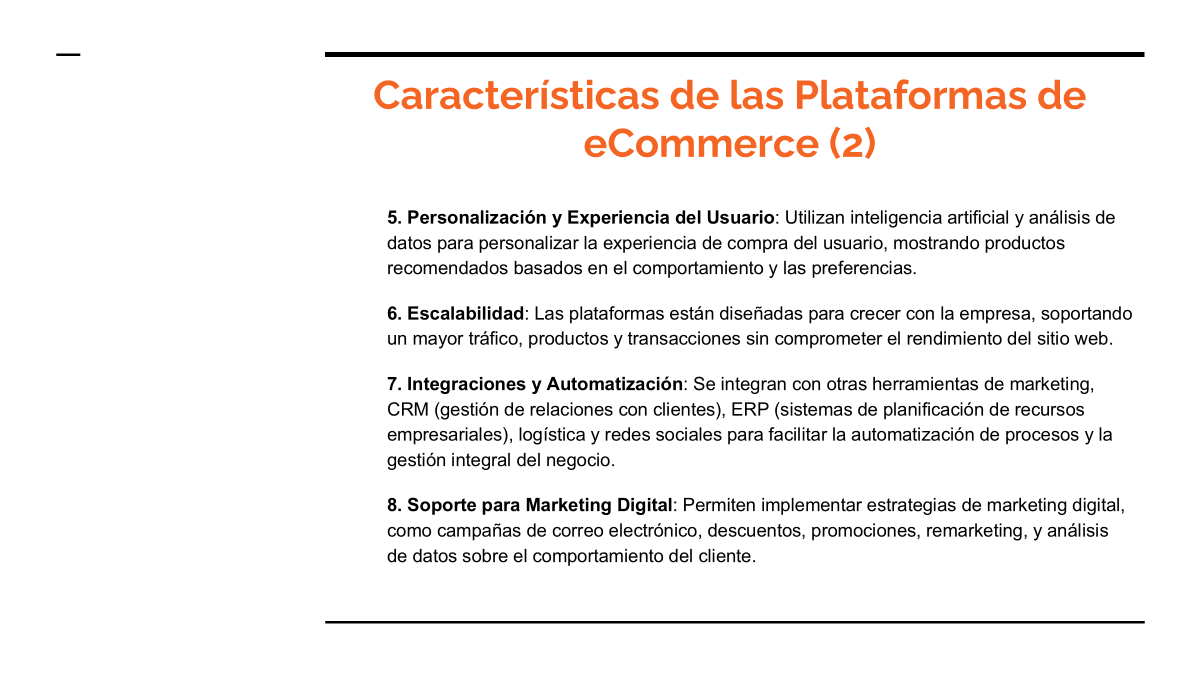 Características de las Plataformas de
eCommerce (2)
5. Personalización y Experiencia del Usuario: Utilizan inteligencia artificial y análisis de
datos para personalizar la experiencia de compra del usuario, mostrando productos
recomendados basados en el comportamiento y las preferencias.
6. Escalabilidad: Las plataformas están diseñadas para crecer con la empresa, soportando
un mayor tráfico, productos y transacciones sin comprometer el rendimiento del sitio web.
7. Integraciones y Automatización: Se integran con otras herramientas de marketing,
CRM (gestión de relaciones con clientes), ERP (sistemas de planificación de recursos
empresariales), logística y redes sociales para facilitar la automatización de procesos y la
gestión integral del negocio.
8. Soporte para Marketing Digital: Permiten implementar estrategias de marketing digital,
como campañas de correo electrónico, descuentos, promociones, remarketing, y análisis
de datos sobre el comportamiento del cliente.